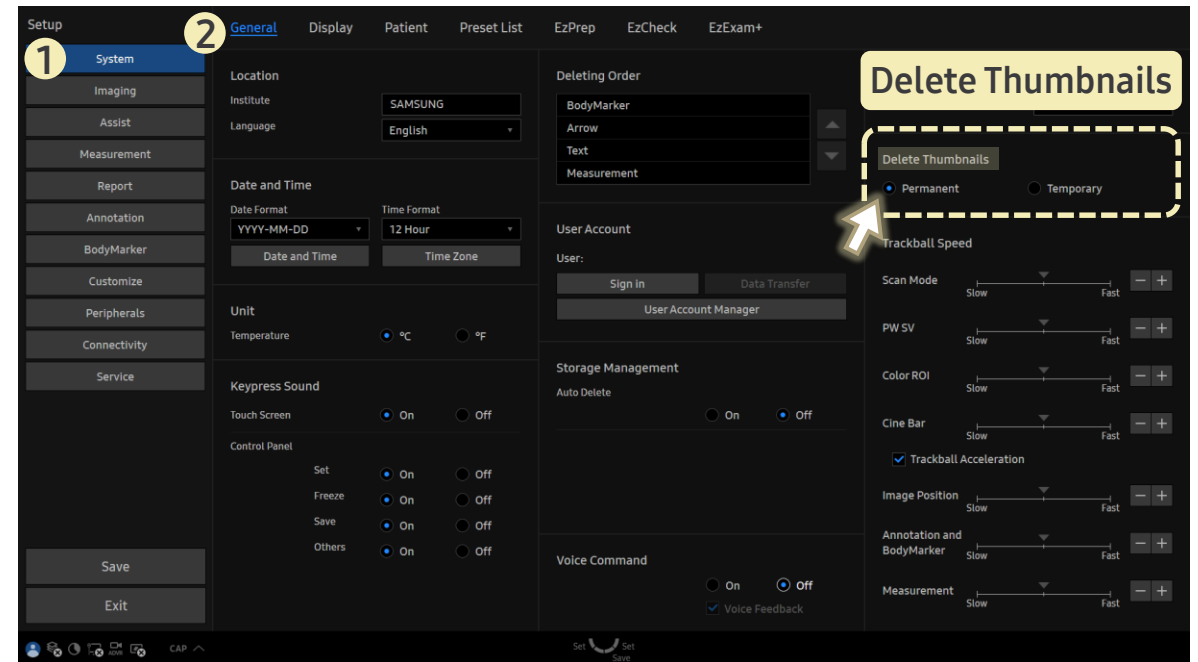 Setup
1
System
Imaging
Assist
Measurement
Report
Annotation
BodyMarker
Customize
Peripherals
Connectivity
Service
Save
Exit
CAP
2
General Display Patient Preset List EzPrep EzCheck EzExam+
Location
Institute SAMSUNG
Language English
Date and Time
Date Format Time Format
YYYY-MM-DD 12 Hour
Date and Time Time Zone
Unit
Temperature °C °F
Keypress Sound
Touch Screen On Off
Control Panel
Set On Off
Freeze On Off
Save On Off
Others On Off
Deleting Order
BodyMarker
Arrow
Text
Measurement
User Account
User:
Sign in Data Transfer
User Account Manager
Storage Management
Auto Delete
On Off
Voice Command
On Off
Voice Feedback
Delete Thumbnails
Delete Thumbnails
Permanent Temporary
Trackball Speed
Scan Mode
Slow Fast
PW SV
Slow Fast
Color ROI
Slow Fast
Cine Bar
Slow Fast
Trackball Acceleration
Image Position
Slow Fast
Annotation and
BodyMarker
Slow Fast
Measurement
Slow Fast
Set Set
Save